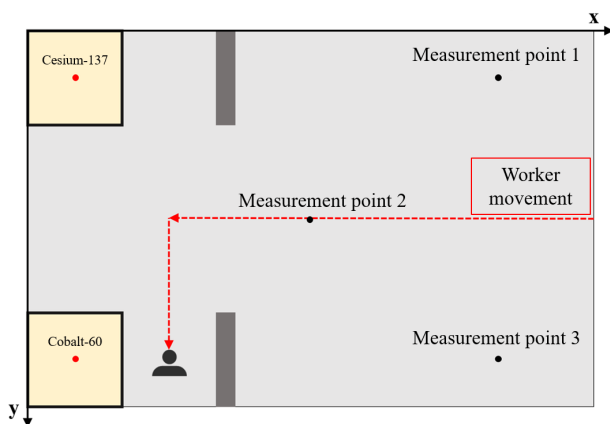 x
Cesium-137
Measurement point 1
Worker
movement
Measurement point 2
Cobalt-60
Measurement point 3
y